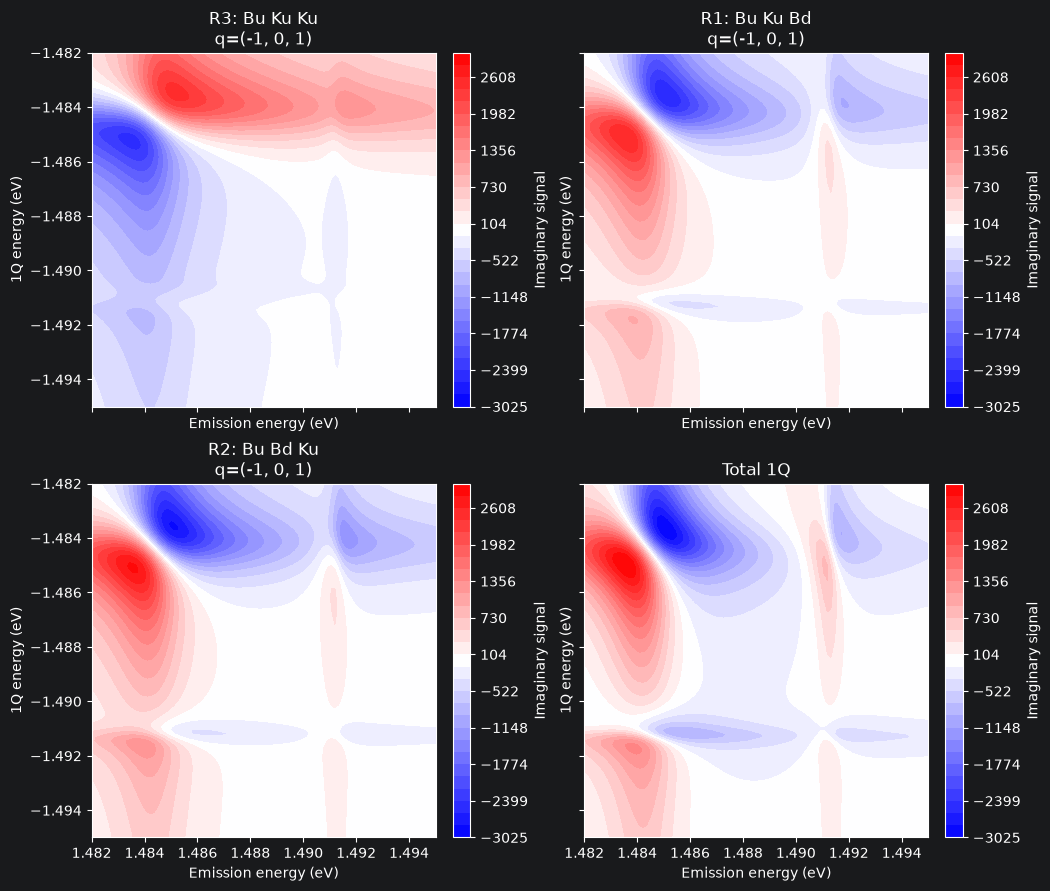 R3: Bu Ku Ku
q=(-1, 0, 1)
−1.482
−1.484
−1.486
−1.488
−1.490
−1.492
−1.494
1Q energy (eV)
Emission energy (eV)
2608
1982
1356
730
104
−522
−1148
−1774
−2399
−3025
Imaginary signal
R1: Bu Ku Bd
q=(-1, 0, 1)
1Q energy (eV)
Emission energy (eV)
2608
1982
1356
730
104
−522
−1148
−1774
−2399
−3025
Imaginary signal
R2: Bu Bd Ku
q=(-1, 0, 1)
−1.482
−1.484
−1.486
−1.488
−1.490
−1.492
−1.494
1Q energy (eV)
1.482 1.484 1.486 1.488 1.490 1.492 1.494
Emission energy (eV)
2608
1982
1356
730
104
−522
−1148
−1774
−2399
−3025
Imaginary signal
Total 1Q
1Q energy (eV)
1.482 1.484 1.486 1.488 1.490 1.492 1.494
Emission energy (eV)
2608
1982
1356
730
104
−522
−1148
−1774
−2399
−3025
Imaginary signal